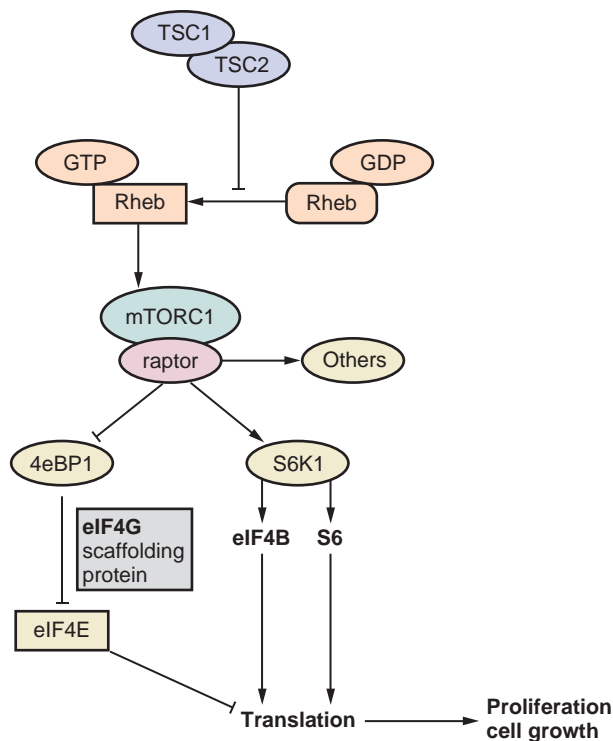 TSC1
TSC2
GTP
GDP
Rheb
Rheb
mTORC1
raptor
Others
4eBP1
S6K1
eIF4G
scaffolding
protein
eIF4B
S6
eIF4E
Translation
Proliferation
cell growth